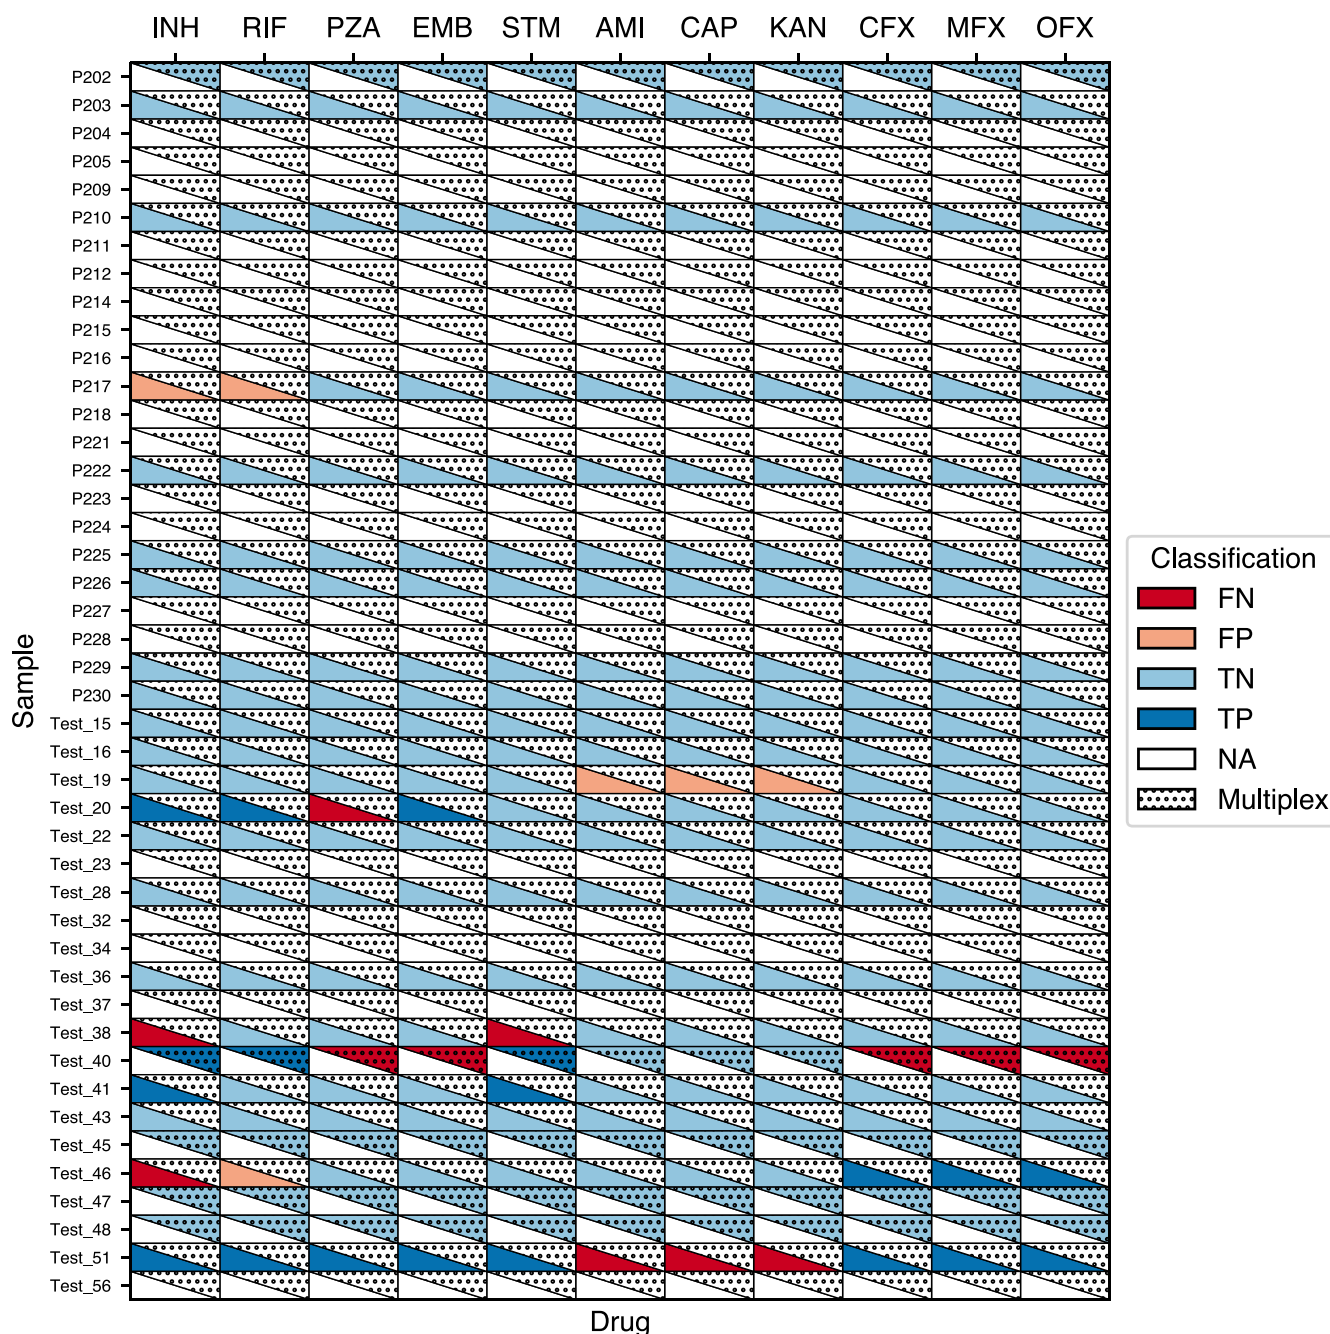 INH RIF PZA EMB STM AMI CAP KAN CFX MFX OFX
P202
P203
P204
P205
P209
P210
P211
P212
P214
P215
P216
P217
P218
P221
P222
P223
P224
P225
P226
P227
P228
P229
P230
Test_15
Test_16
Test_19
Test_20
Test_22
Test_23
Test_28
Test_32
Test_34
Test_36
Test_37
Test_38
Test_40
Test_41
Test_43
Test_45
Test_46
Test_47
Test_48
Test_51
Test_56
Sample
Drug
Classification
FN
FP
TN
TP
NA
Multiplex